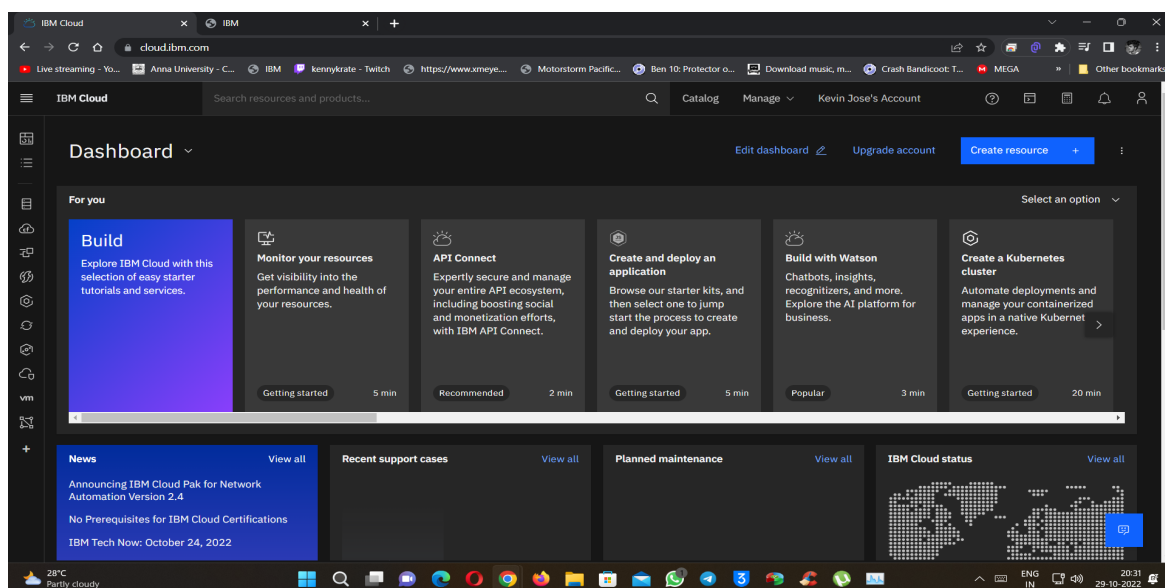 IBM Cloud
IBM
cloud.ibm.com
Live streaming - Yo...
Anna University - C...
IBM
kennykrate - Twitch
https://www.xmeye....
Motorstorm Pacific...
Ben 10: Protector o...
Download music, m...
Crash Bandicoot: T...
MEGA
»
Other bookmarks
IBM Cloud
Search resources and products...
Catalog
Manage
Kevin Jose's Account
Dashboard
Edit dashboard
Upgrade account
Create resource +
For you
Select an option
Build
Explore IBM Cloud with this
selection of easy starter
tutorials and services.
Monitor your resources
Get visibility into the
performance and health of
your resources.
Getting started
5 min
API Connect
Expertly secure and manage
your entire API ecosystem,
including boosting social
and monetization efforts,
with IBM API Connect.
Recommended
2 min
Create and deploy an
application
Browse our starter kits, and
then select one to jump
start the process to create
and deploy your app.
Getting started
5 min
Build with Watson
Chatbots, insights,
recognitizers, and more.
Explore the AI platform for
business.
Popular
3 min
Create a Kubernetes
cluster
Automate deployments and
manage your containerized
apps in a native Kubernet
experience.
Getting started
20 min
vm
News
View all
Announcing IBM Cloud Pak for Network
Automation Version 2.4
No Prerequisites for IBM Cloud Certifications
IBM Tech Now: October 24, 2022
Recent support cases
View all
Planned maintenance
View all
IBM Cloud status
View all
28°C
Partly cloudy
ENG
IN
20:31
29-10-2022